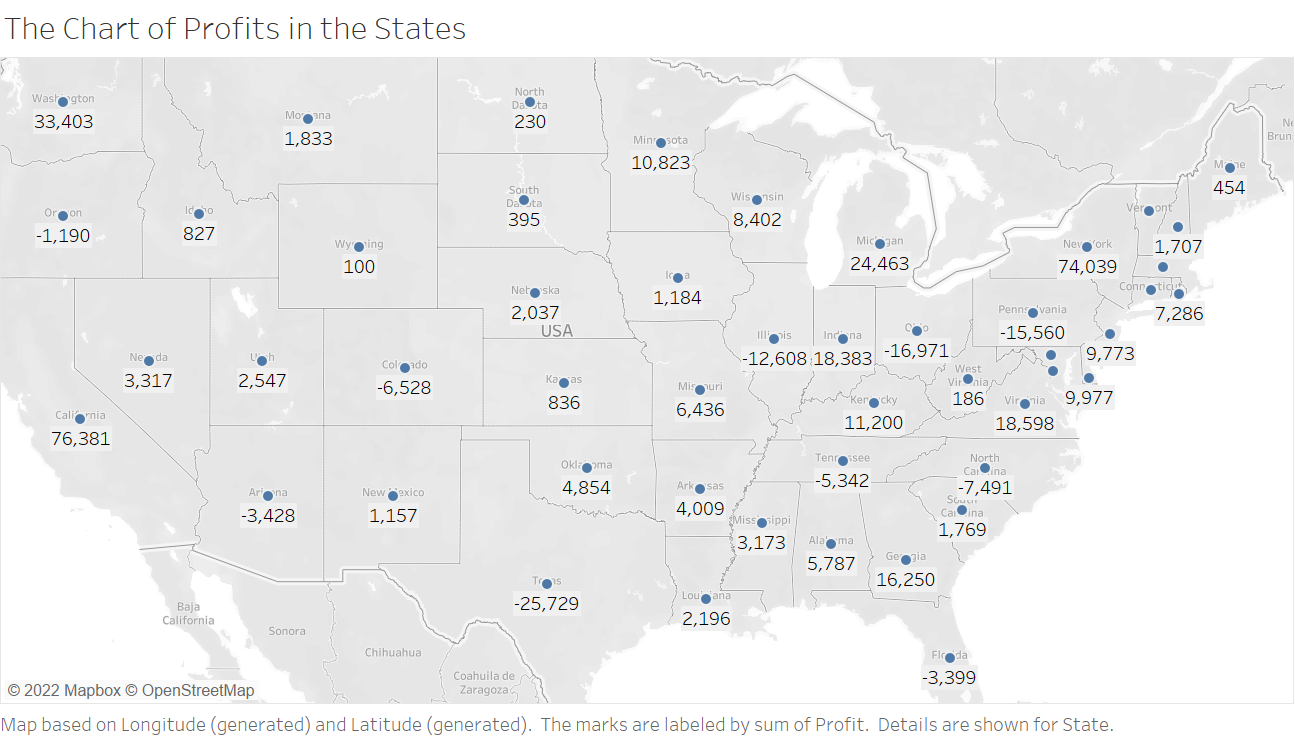 The Chart of Profits in the States
Washington
33,403
Montana
1,833
North
Dakota
230
Minnesota
10,823
Maine
454
Brun
Oregon
-1,190
Idaho
827
South
Dakota
395
Wisconsin
8,402
Vermont
1,707
Wyoming
100
Michigan
24,463
New York
74,039
Nebraska
2,037
USA
Iowa
1,184
Connecticut
7,286
Nevada
3,317
Utah
2,547
Colorado
-6,528
Kansas
836
Missouri
6,436
Illinois
-12,608
Indiana
18,383
Ohio
-16,971
Pennsylvania
-15,560
9,773
West
Virginia
186
9,977
California
76,381
Kentucky
11,200
Virginia
18,598
Arizona
-3,428
New Mexico
1,157
Oklahoma
4,854
Arkansas
4,009
Tennessee
-5,342
North
Carolina
-7,491
South
Carolina
1,769
Mississippi
3,173
Alabama
5,787
Georgia
16,250
Texas
-25,729
Louisiana
2,196
Florida
-3,399
Baja
California
Sonora
Chihuahua
Coahuila de
Zaragoza
© 2022 Mapbox © OpenStreetMap
Map based on Longitude (generated) and Latitude (generated).  The marks are labeled by sum of Profit.  Details are shown for State.